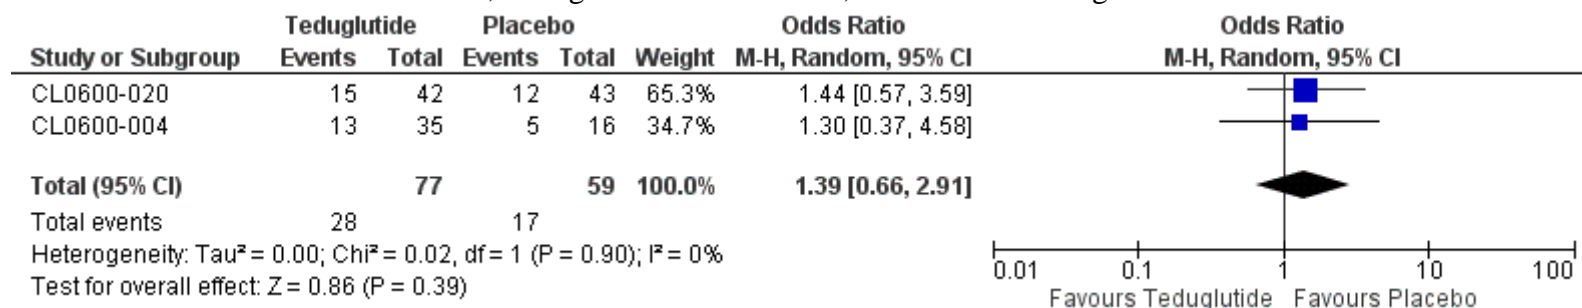 Teduglutide Placebo Odds Ratio Odds Ratio
Study or Subgroup Events Total Events Total Weight M-H, Random, 95% CI M-H, Random, 95% CI
CL0600-020 15 42 12 43 65.3% 1.44 [0.57, 3.59]
CL0600-004 13 35 5 16 34.7% 1.30 [0.37, 4.58]
Total (95% CI) 77 59 100.0% 1.39 [0.66, 2.91]
Total events 28 17
Heterogeneity: Tau² = 0.00; Chi² = 0.02, df = 1 (P = 0.90); I² = 0%
Test for overall effect: Z = 0.86 (P = 0.39)
0.01 0.1 1 10 100
Favours Teduglutide Favours Placebo